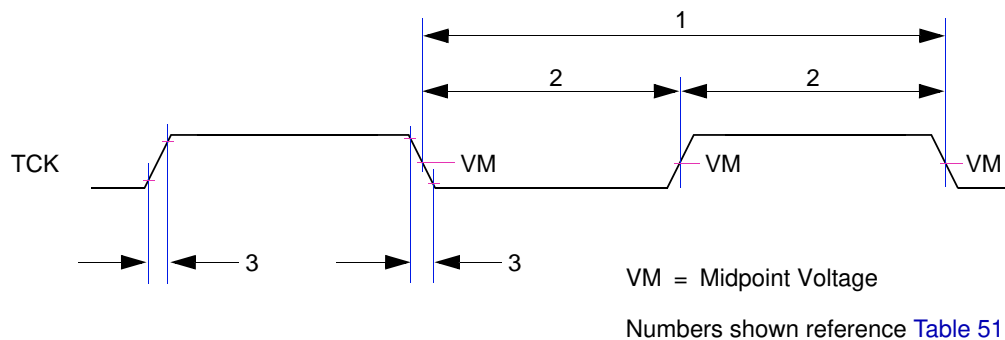 1
2 2
TCK VM VM VM
3 3
VM = Midpoint Voltage
Numbers shown reference Table 51